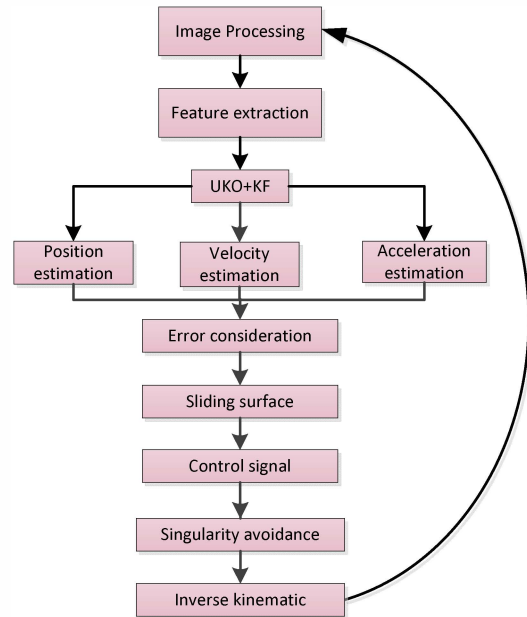 Image Processing
Feature extraction
UKO+KF
Position
estimation
Velocity
estimation
Acceleration
estimation
Error consideration
Sliding surface
Control signal
Singularity avoidance
Inverse kinematic